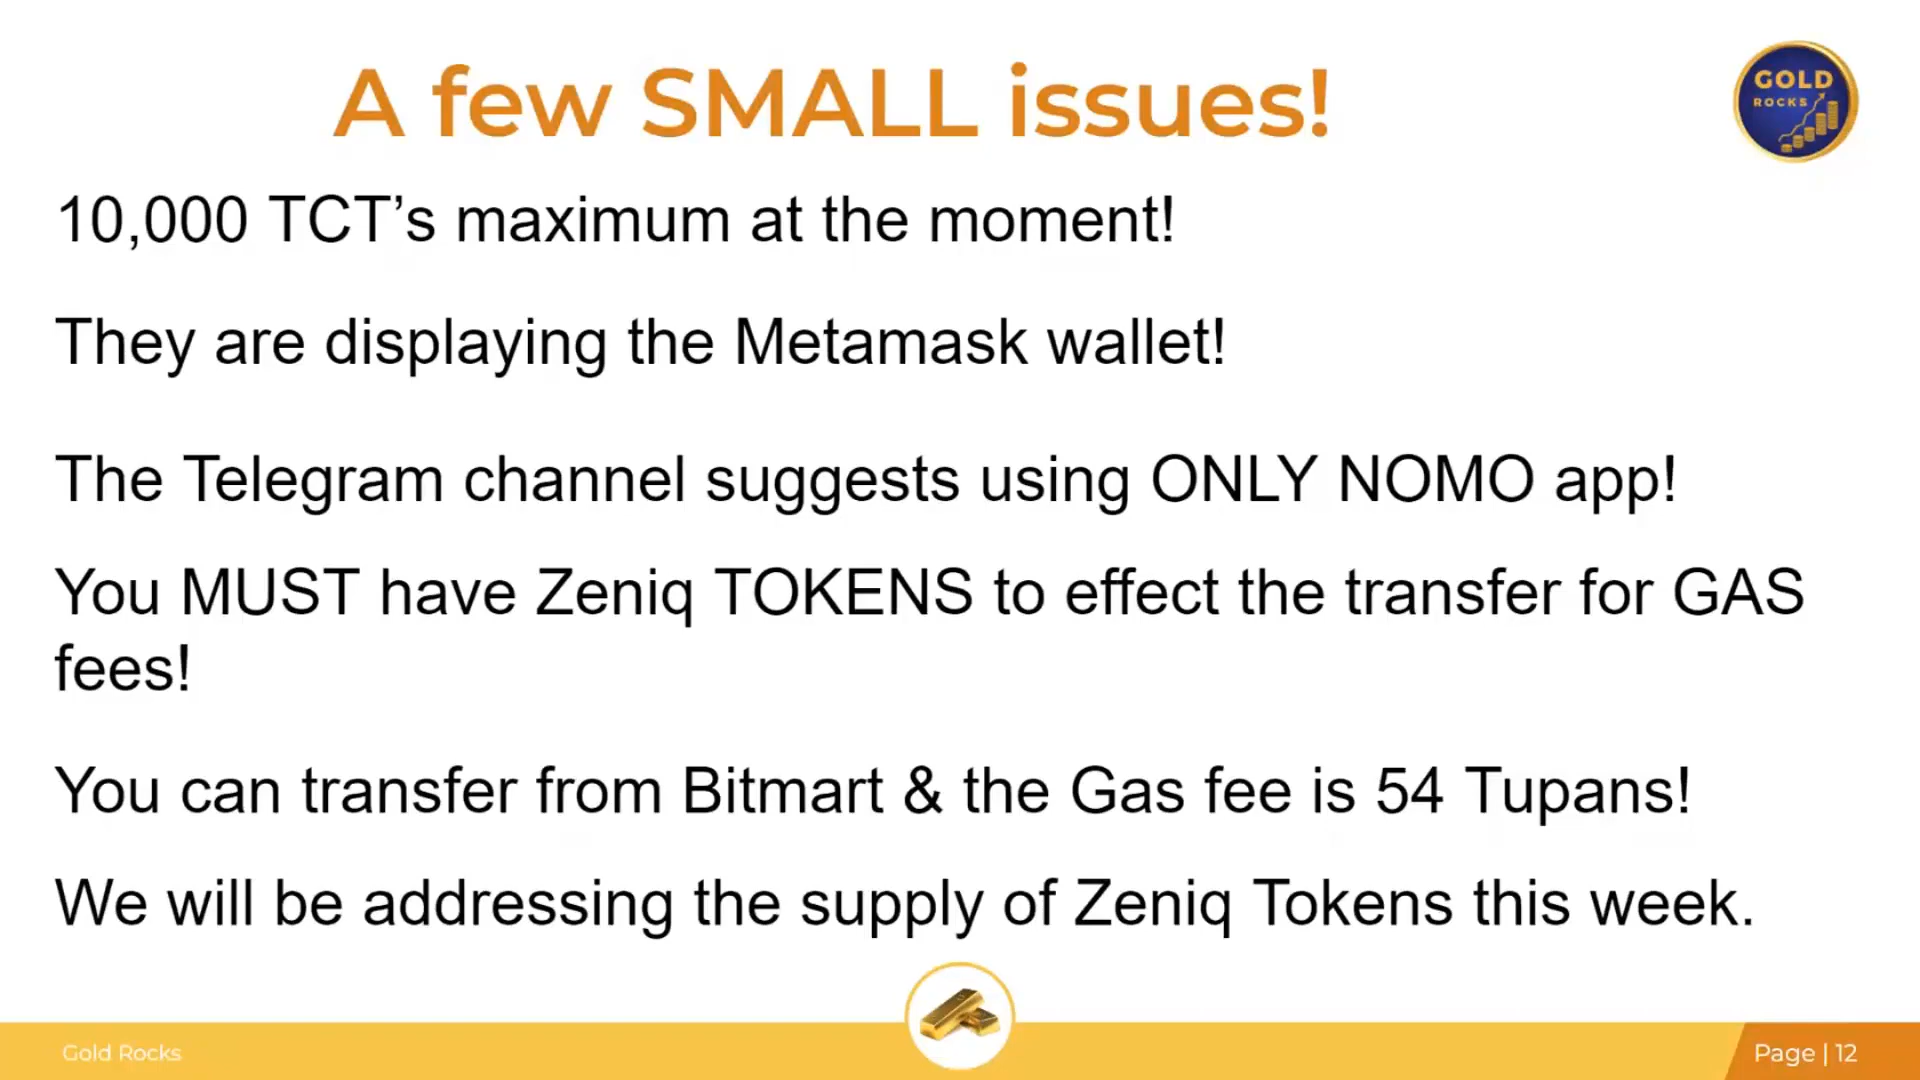 A few SMALL issues!
GOLD
ROCKS
10,000 TCT’s maximum at the moment!
They are displaying the Metamask wallet!
The Telegram channel suggests using ONLY NOMO app!
You MUST have Zeniq TOKENS to effect the transfer for GAS
fees!
You can transfer from Bitmart & the Gas fee is 54 Tupans!
We will be addressing the supply of Zeniq Tokens this week.
Gold Rocks
Page | 12